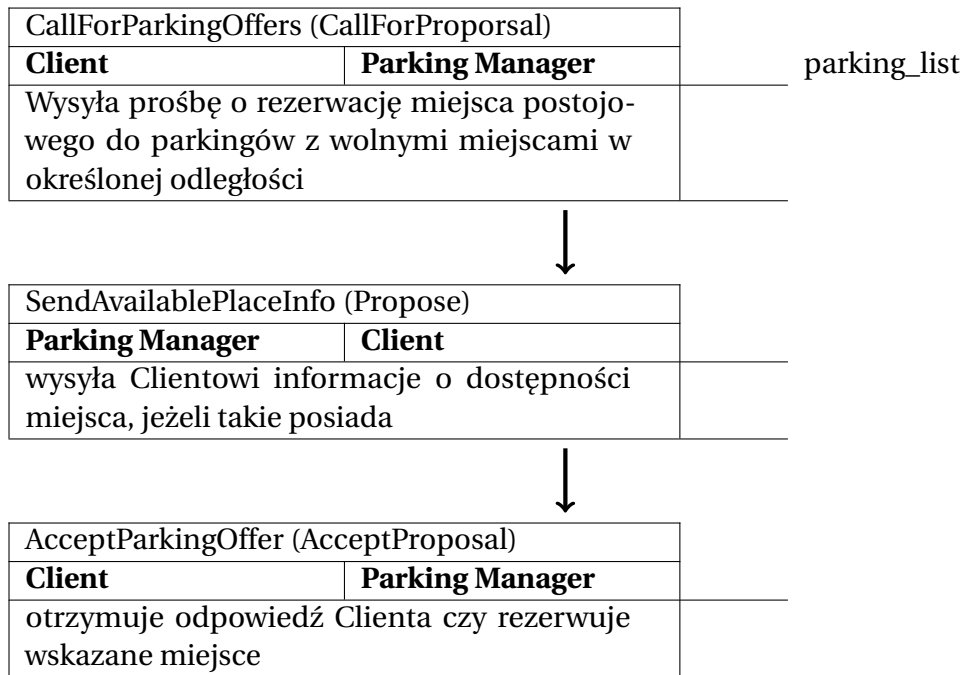 CallForParkingOffers (CallForProporsal)
Client Parking Manager parking_list
Wysyła prośbę o rezerwację miejsca postojo-
wego do parkingów z wolnymi miejscami w
określonej odległości
SendAvailablePlaceInfo (Propose)
Parking Manager Client
wysyła Clientowi informacje o dostępności
miejsca, jeżeli takie posiada
AcceptParkingOffer (AcceptProposal)
Client Parking Manager
otrzymuje odpowiedź Clienta czy rezerwuje
wskazane miejsce